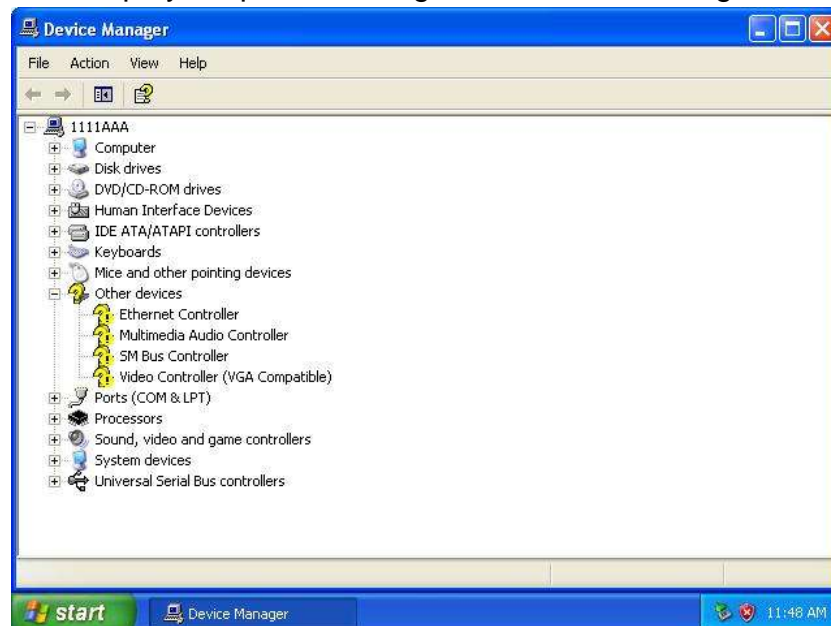 Device Manager
File Action View Help
1111AAA
Computer
Disk drives
DVD/CD-ROM drives
Human Interface Devices
IDE ATA/ATAPI controllers
Keyboards
Mice and other pointing devices
Other devices
Ethernet Controller
Multimedia Audio Controller
SM Bus Controller
Video Controller (VGA Compatible)
Ports (COM & LPT)
Processors
Sound, video and game controllers
System devices
Universal Serial Bus controllers
start Device Manager 11:48 AM